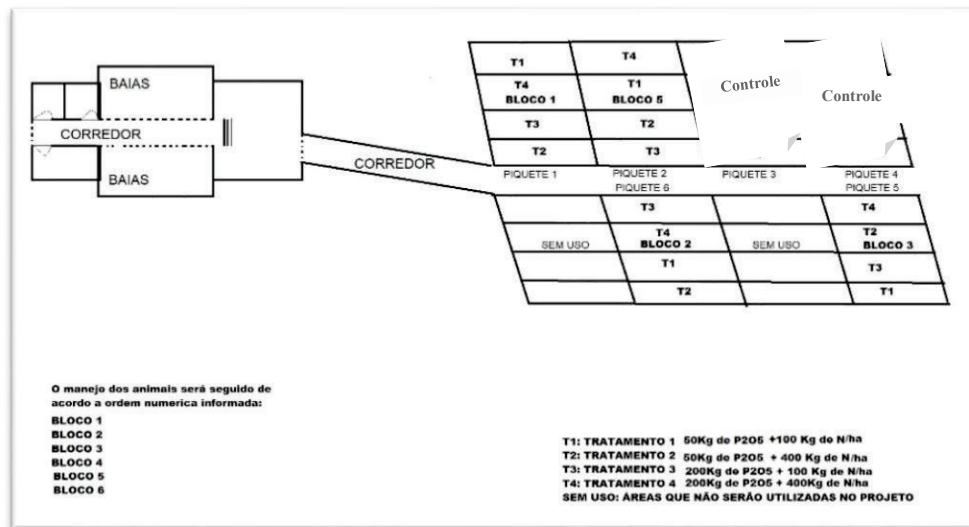 BAIAS
CORREDOR
BAIAS
CORREDOR
T1
T4
BLOCO 1
T3
T2
T4
T1
BLOCO 5
T2
T3
Controle
Controle
PIQUETE 1
PIQUETE 2
PIQUETE 3
PIQUETE 4
PIQUETE 6
PIQUETE 5
SEM USO
T3
T4
BLOCO 2
T1
T2
SEM USO
T4
T2
BLOCO 3
T3
T1
O manejo dos animais será seguido de
acordo a ordem numerica informada:
BLOCO 1
BLOCO 2
BLOCO 3
BLOCO 4
BLOCO 5
BLOCO 6
T1: TRATAMENTO 1 50Kg de P2O5 +100 Kg de N/ha
T2: TRATAMENTO 2 50Kg de P2O5 + 400 Kg de N/ha
T3: TRATAMENTO 3 200Kg de P2O5 + 100 Kg de N/ha
T4: TRATAMENTO 4 200Kg de P2O5 + 400Kg de N/ha
SEM USO: ÁREAS QUE NÃO SERÃO UTILIZADAS NO PROJETO